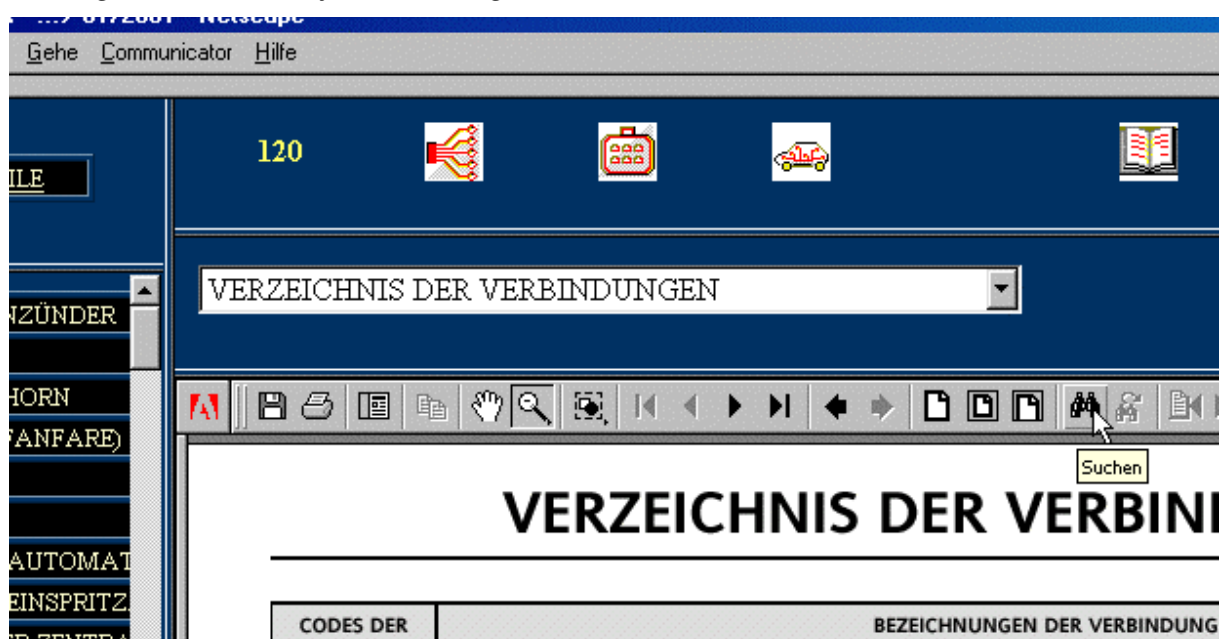 Netscape
Gehe Communicator Hilfe
120
ILE
VERZEICHNIS DER VERBINDUNGEN
NZÜNDER
HORN
FANFARE)
Suchen
VERZEICHNIS DER VERBIN
AUTOMAT
EINSPRITZ
CODES DER
BEZEICHNUNGEN DER VERBINDUNG